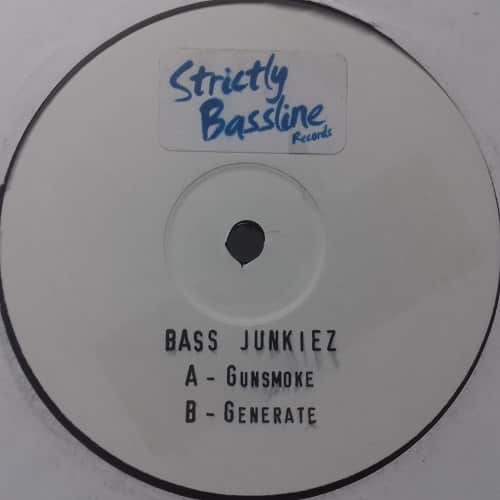 Strictly
Bassline
Records
BASS JUNKIEZ
A - GUNSMOKE
B - GENERATE